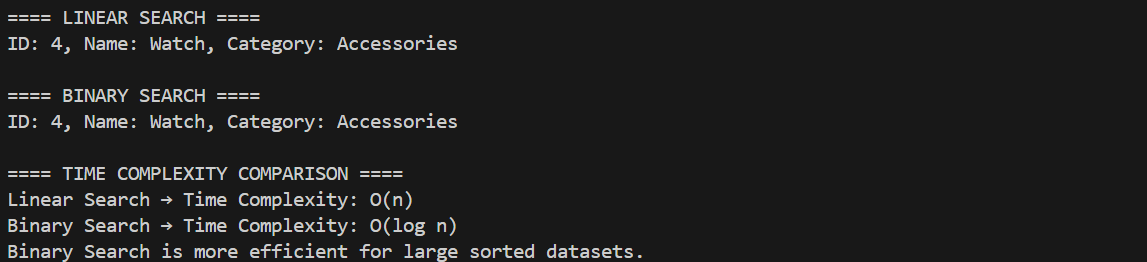 ==== LINEAR SEARCH ====
ID: 4, Name: Watch, Category: Accessories
==== BINARY SEARCH ====
ID: 4, Name: Watch, Category: Accessories
==== TIME COMPLEXITY COMPARISON ====
Linear Search → Time Complexity: O(n)
Binary Search → Time Complexity: O(log n)
Binary Search is more efficient for large sorted datasets.